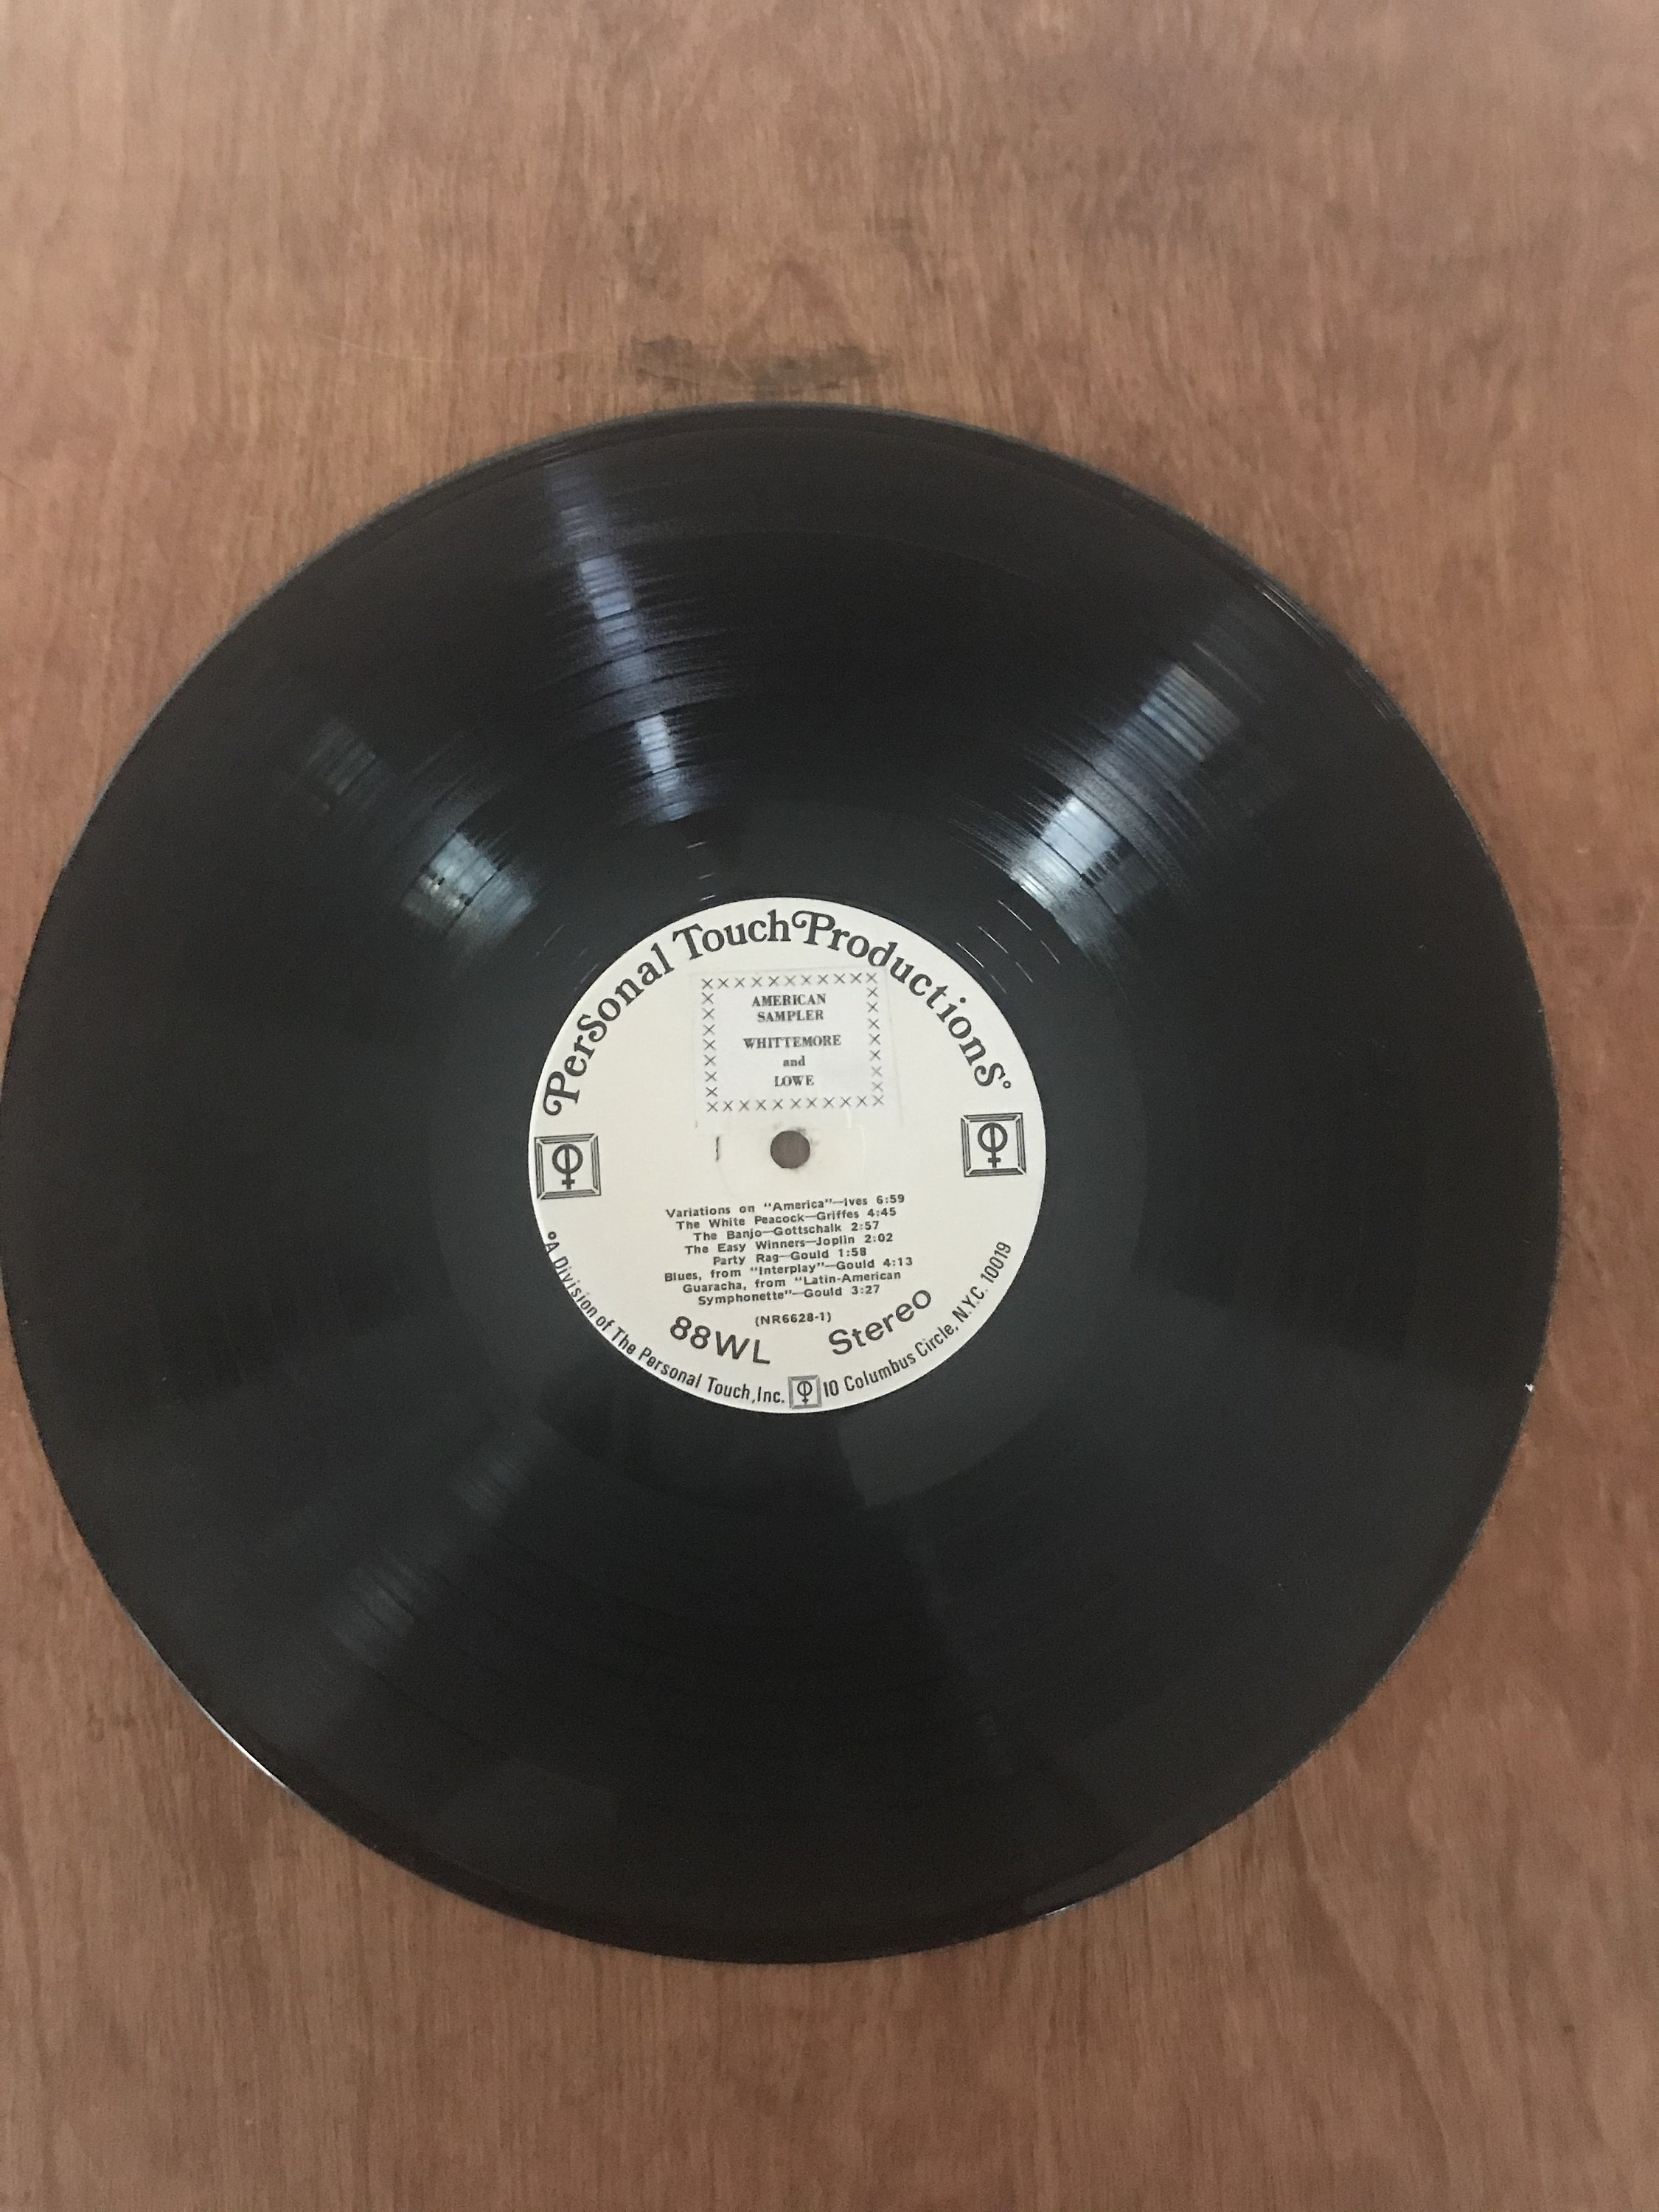 PerSonal Touch ProductionS°
AMERICAN
SAMPLER
WHITTEMORE
and
LOWE
Variations on "America"—Ives 6:59
The White Peacock—Griffes 4:45
The Banjo—Gottschalk 2:57
The Easy Winners—Joplin 2:02
Party Rag—Gould 1:58
Blues, from "Interplay"—Gould 4:13
Guaracha, from "Latin-American
Symphonette"—Gould 3:27
(NR6628-1)
88WL Stereo
°A Division of The Personal Touch, Inc. 10 Columbus Circle, N.Y.C. 10019